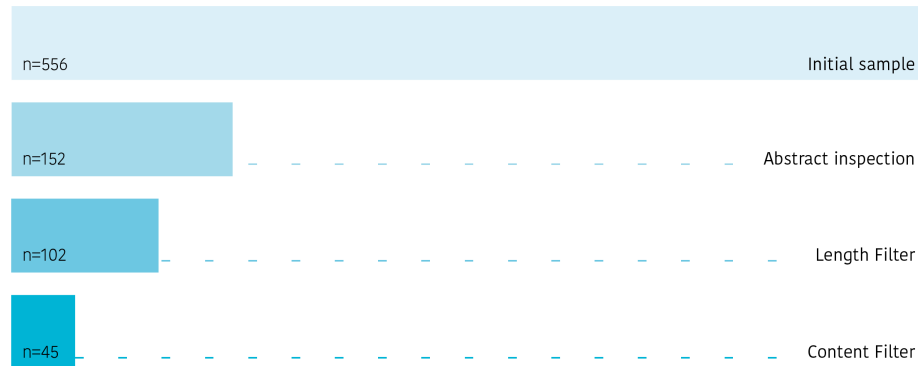 n=556 Initial sample
n=152 Abstract inspection
n=102 Length Filter
n=45 Content Filter